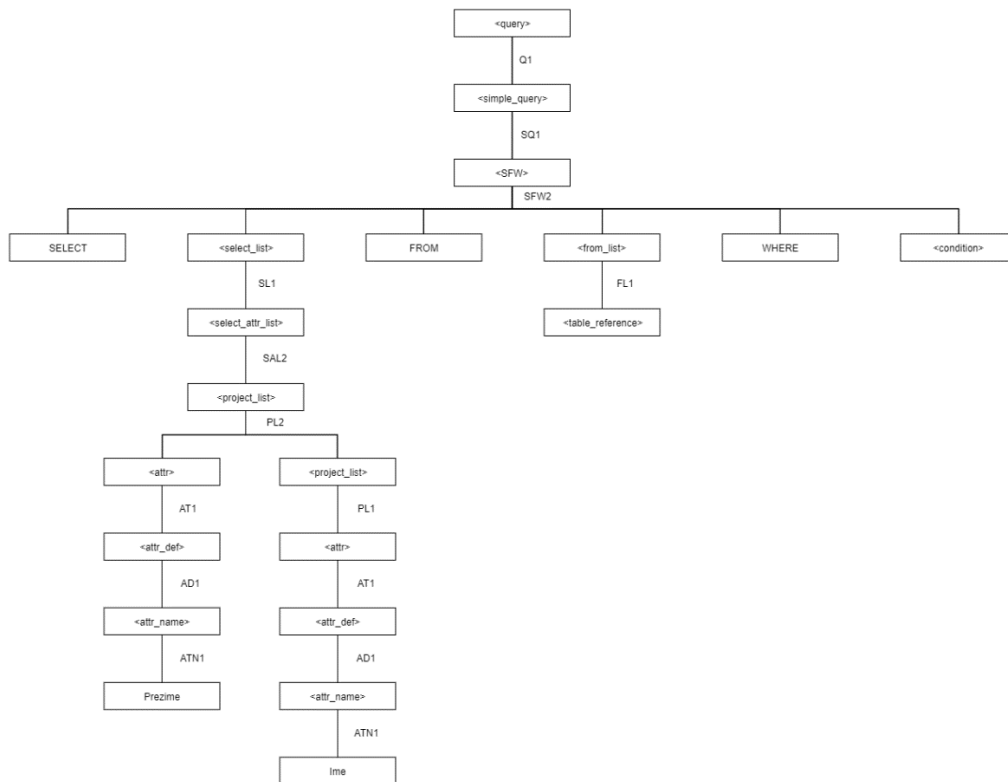 <query>
Q1
<simple_query>
SQ1
<SFW>
SFW2
SELECT <select_list> FROM <from_list> WHERE <condition>
SL1 FL1
<select_attr_list> <table_reference>
SAL2
<project_list>
PL2
<attr> <project_list>
AT1 PL1
<attr_def> <attr>
AD1 AT1
<attr_name> <attr_def>
ATN1 AD1
Prezime <attr_name>
ATN1
Ime